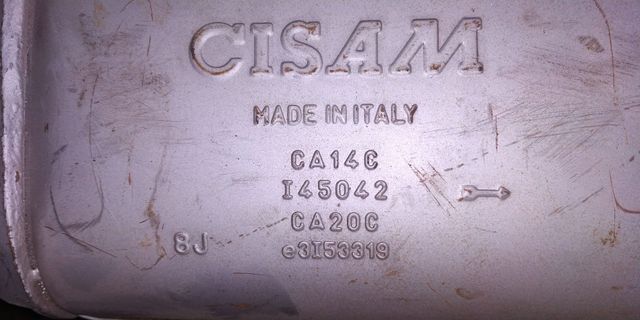 CISAM
MADE IN ITALY
CA14C
I45042
CA20C
8J
e3I53319